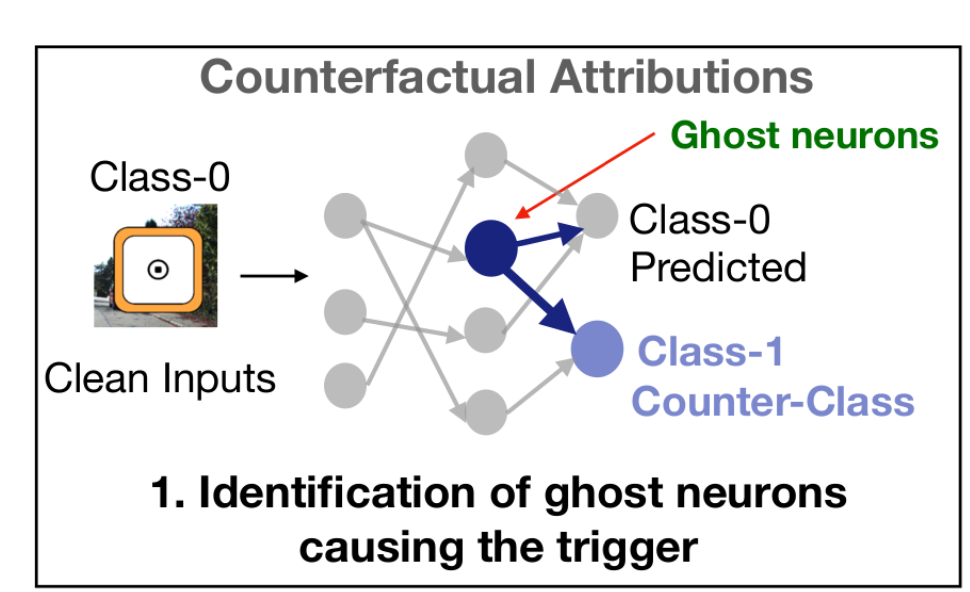 Counterfactual Attributions
Ghost neurons
Class-0
Class-0
Predicted
Clean Inputs
Class-1
Counter-Class
1. Identification of ghost neurons
causing the trigger